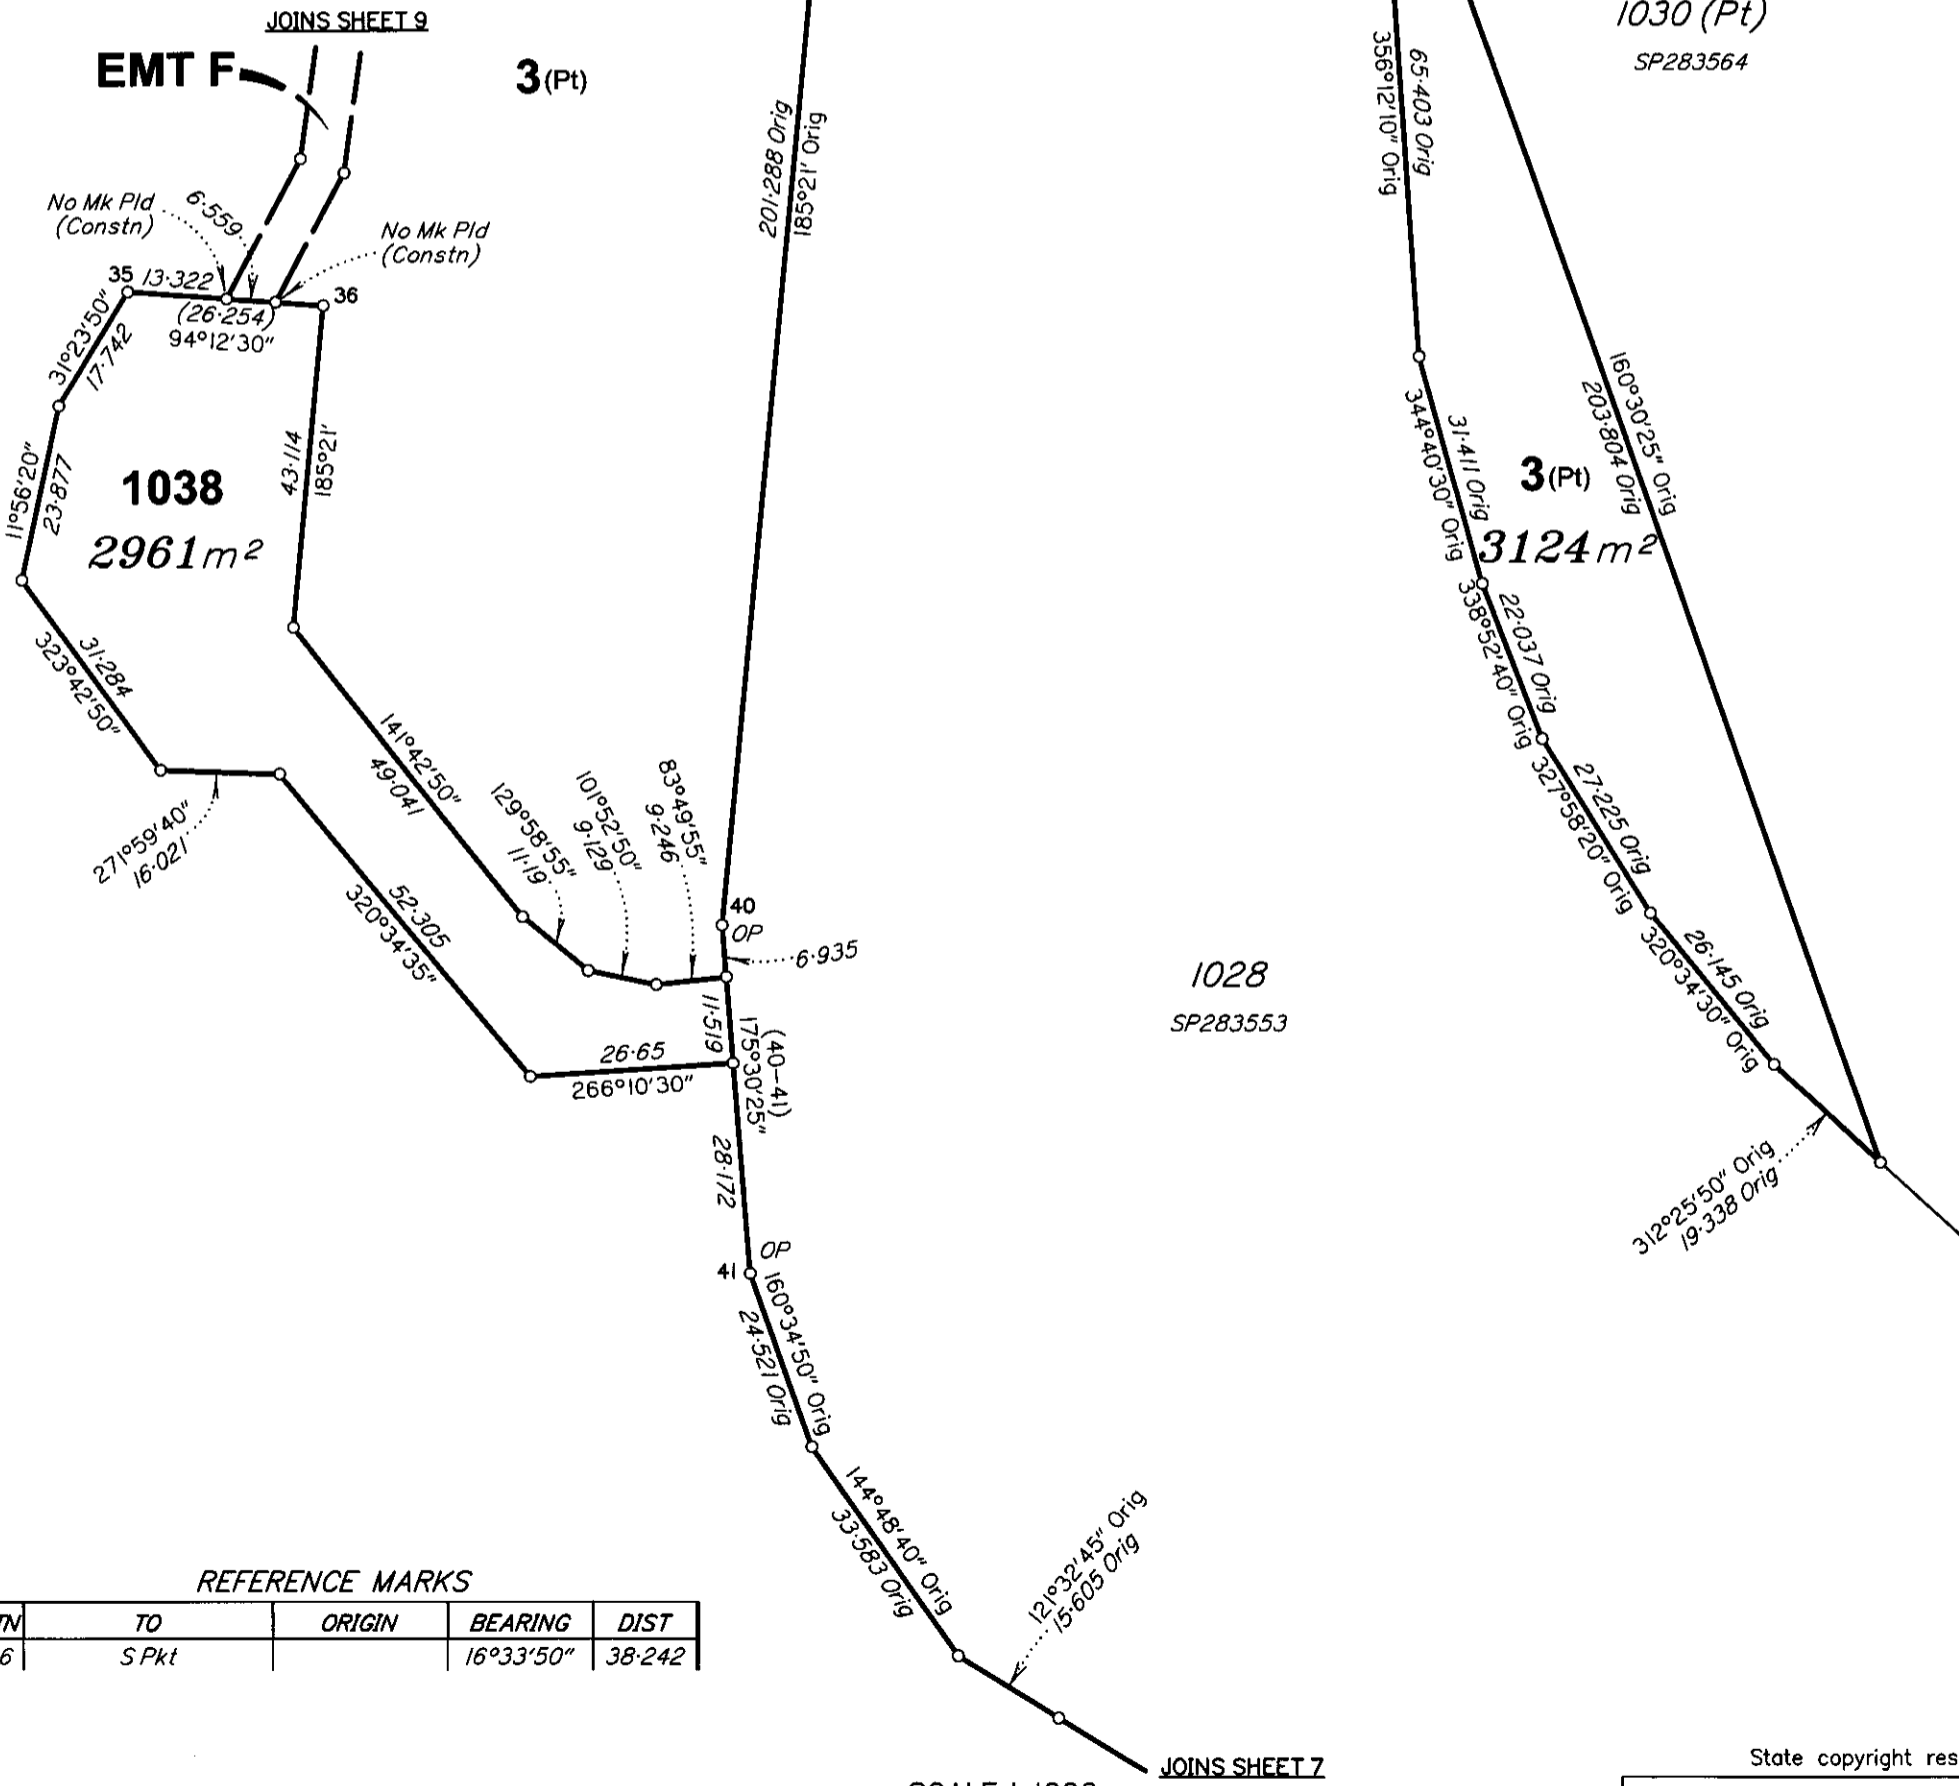 JOINS SHEET 9
EMT F
3(Pt)
1030 (Pt)
SP283564
201·288 Orig
185°21' Orig
65·403 Orig
356°12'10" Orig
No Mk Pld
(Constn)
6·559
No Mk Pld
(Constn)
35
13·322
36
(26·254)
94°12'30"
31°23'50"
17·742
11°56'20"
23·877
1038
2961m²
43·114
185°21'
160°30'25" Orig
203·804 Orig
31·411 Orig
344°40'30" Orig
3(Pt)
3124m²
22·037 Orig
338°52'40" Orig
31·284
323°42'50"
141°42'50"
49·041
271°59'40"
16·021
129°58'55"
11·19
101°52'50"
9·129
83°49'55"
9·246
27·225 Orig
327°58'20" Orig
52·305
320°34'35"
40
OP
6·935
1028
SP283553
26·145 Orig
320°34'30" Orig
11·519
175°30'25"
(40-41)
26·65
266°10'30"
28·172
312°25'50" Orig
19·338 Orig
OP
41
160°34'50" Orig
24·521 Orig
144°48'40" Orig
33·583 Orig
121°32'45" Orig
15·605 Orig
REFERENCE MARKS
TN TO ORIGIN BEARING DIST
6 S Pkt 16°33'50" 38·242
JOINS SHEET 7
State copyright res